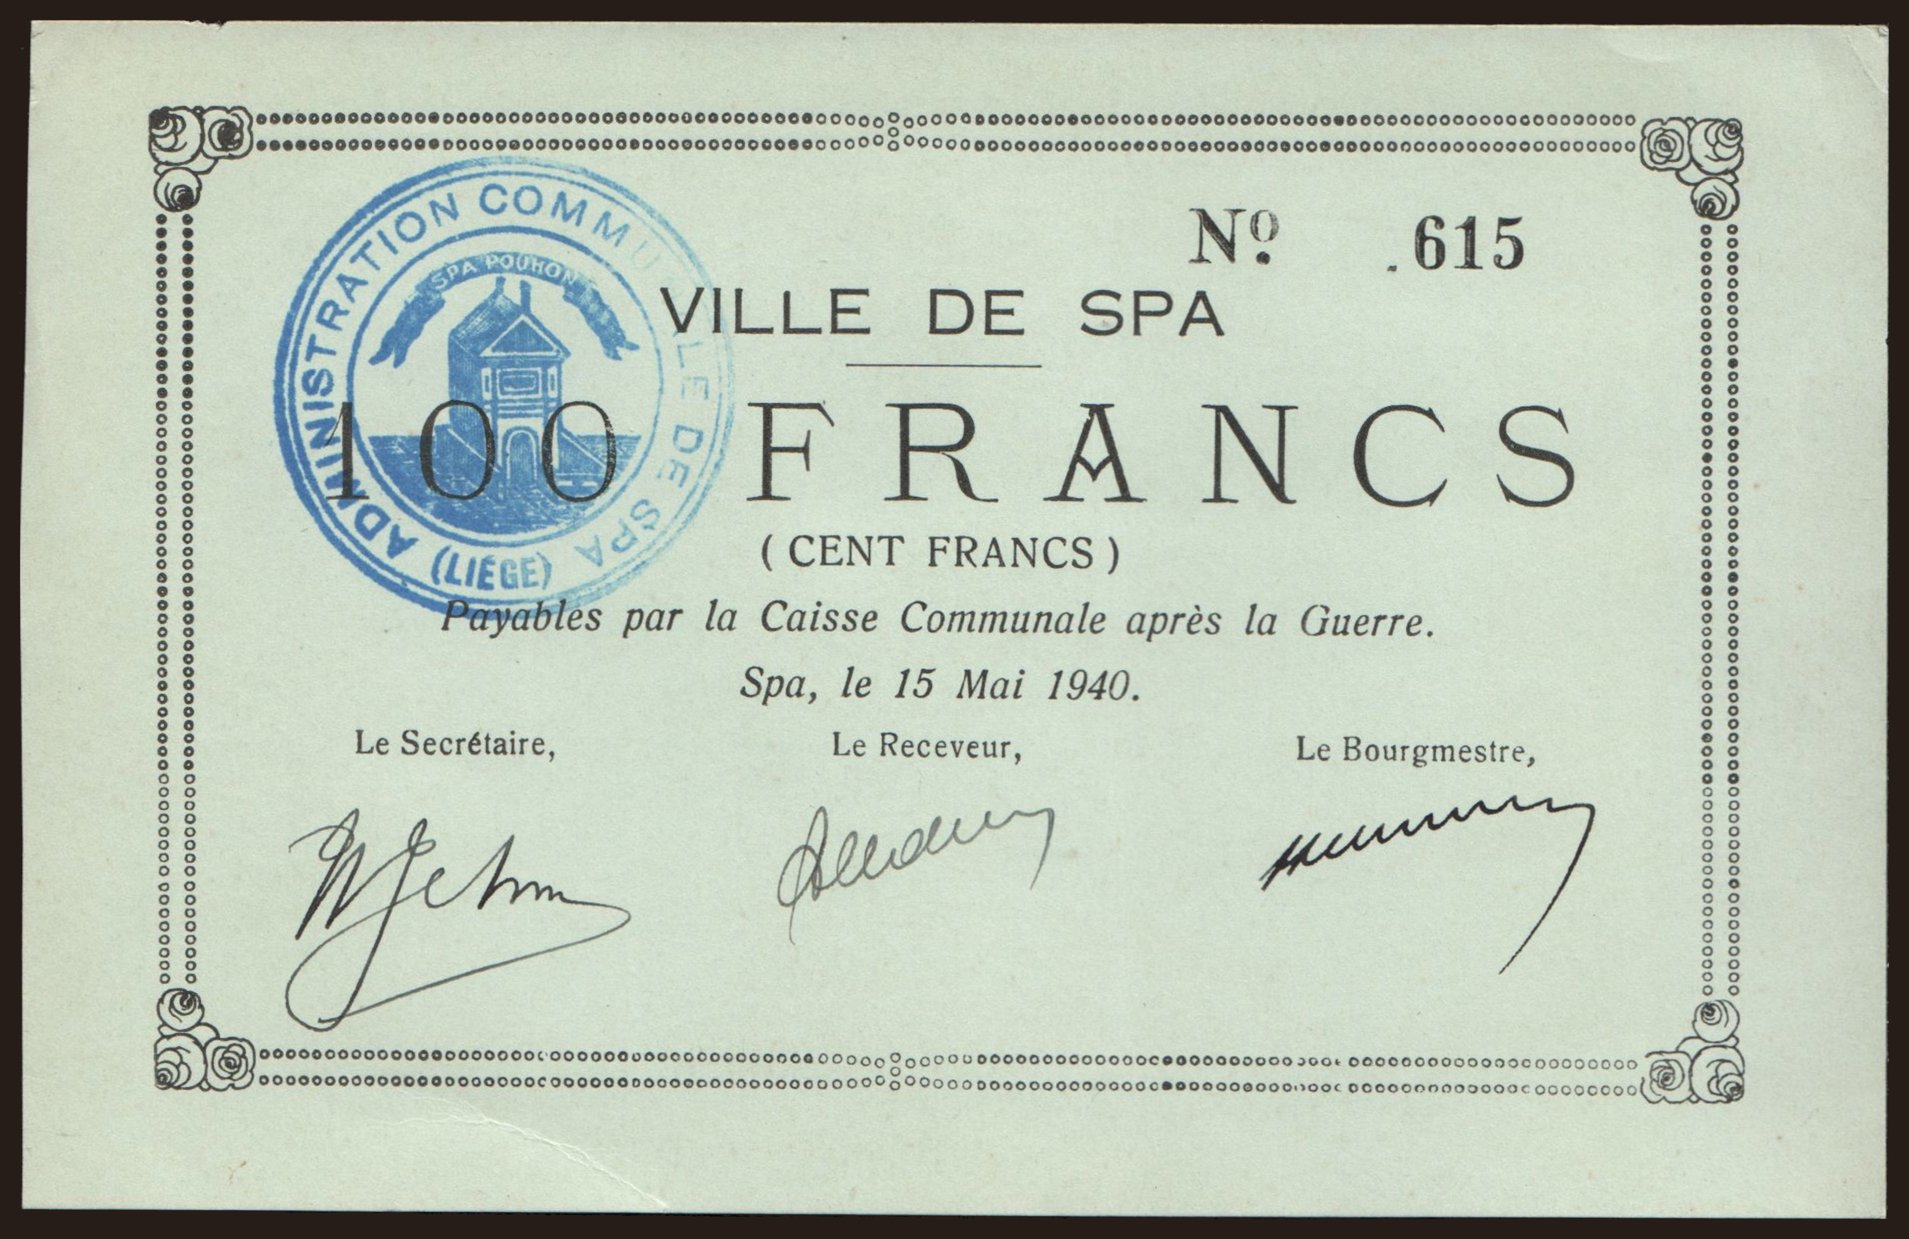 ADMINISTRATION COMMUNALE DE SPA
(LIÉGE)
SPA POUHON
No. .615
VILLE DE SPA
100 FRANCS
(CENT FRANCS)
Payables par la Caisse Communale après la Guerre.
Spa, le 15 Mai 1940.
Le Secrétaire, Le Receveur, Le Bourgmestre,